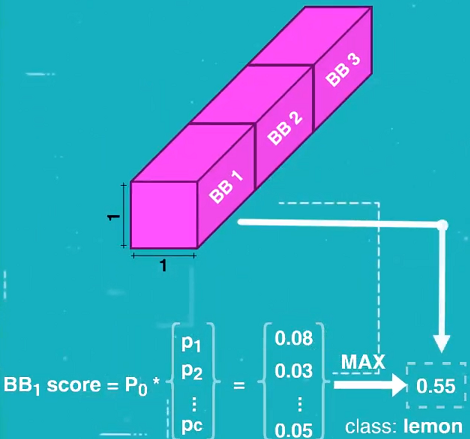 BB 3
BB 2
BB 1
1
1
BB₁ score = P₀ * p₁ p₂ ⋮ pc = 0.08 0.03 ⋮ 0.05 MAX 0.55
class: lemon